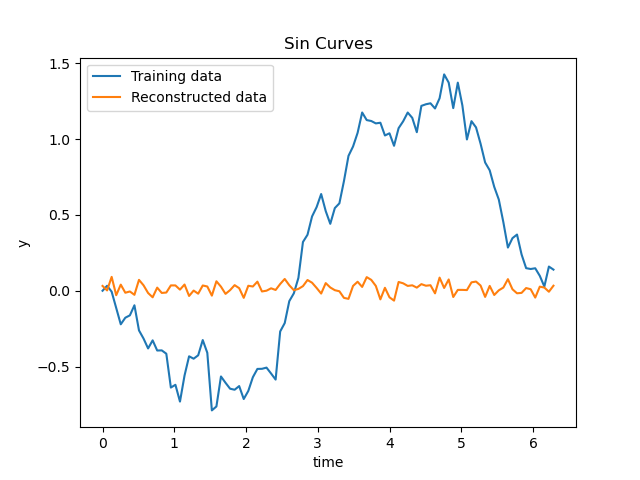 Sin Curves
Training data
Reconstructed data
1.5
1.0
0.5
0.0
−0.5
y
0 1 2 3 4 5 6
time